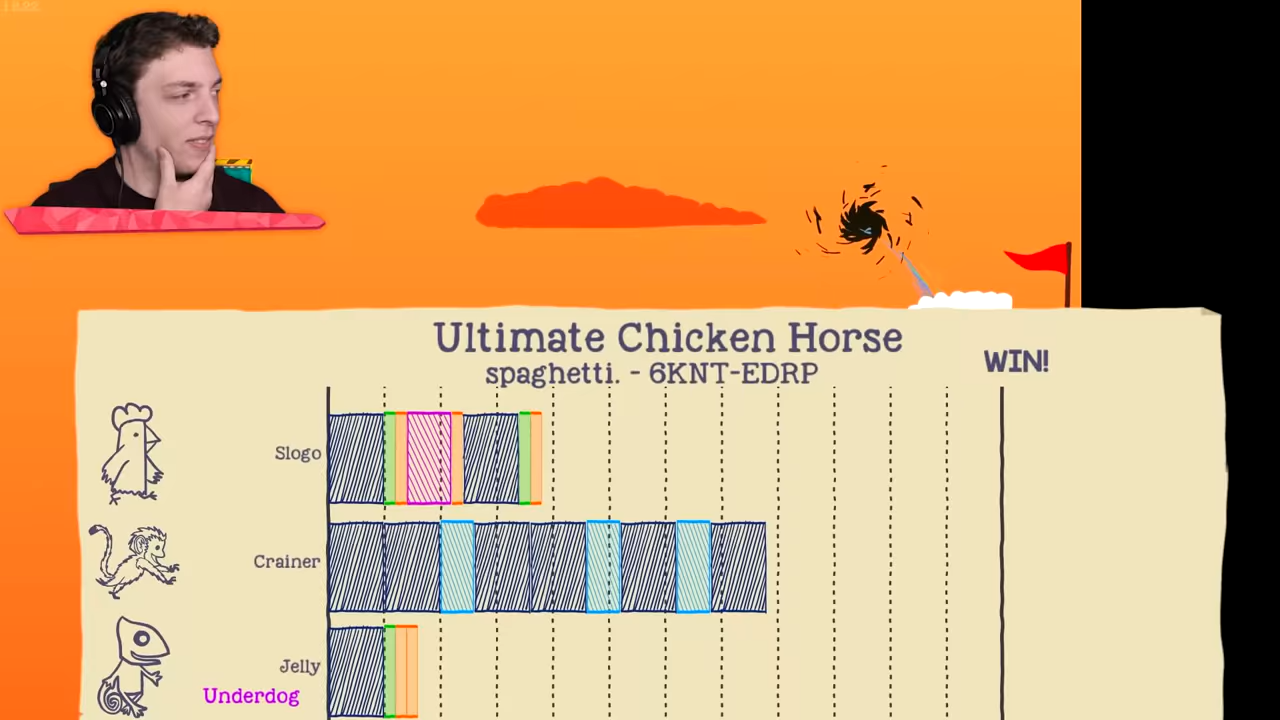 Ultimate Chicken Horse
spaghetti. - 6KNT-EDRP
WIN!
Slogo
Crainer
Jelly
Underdog